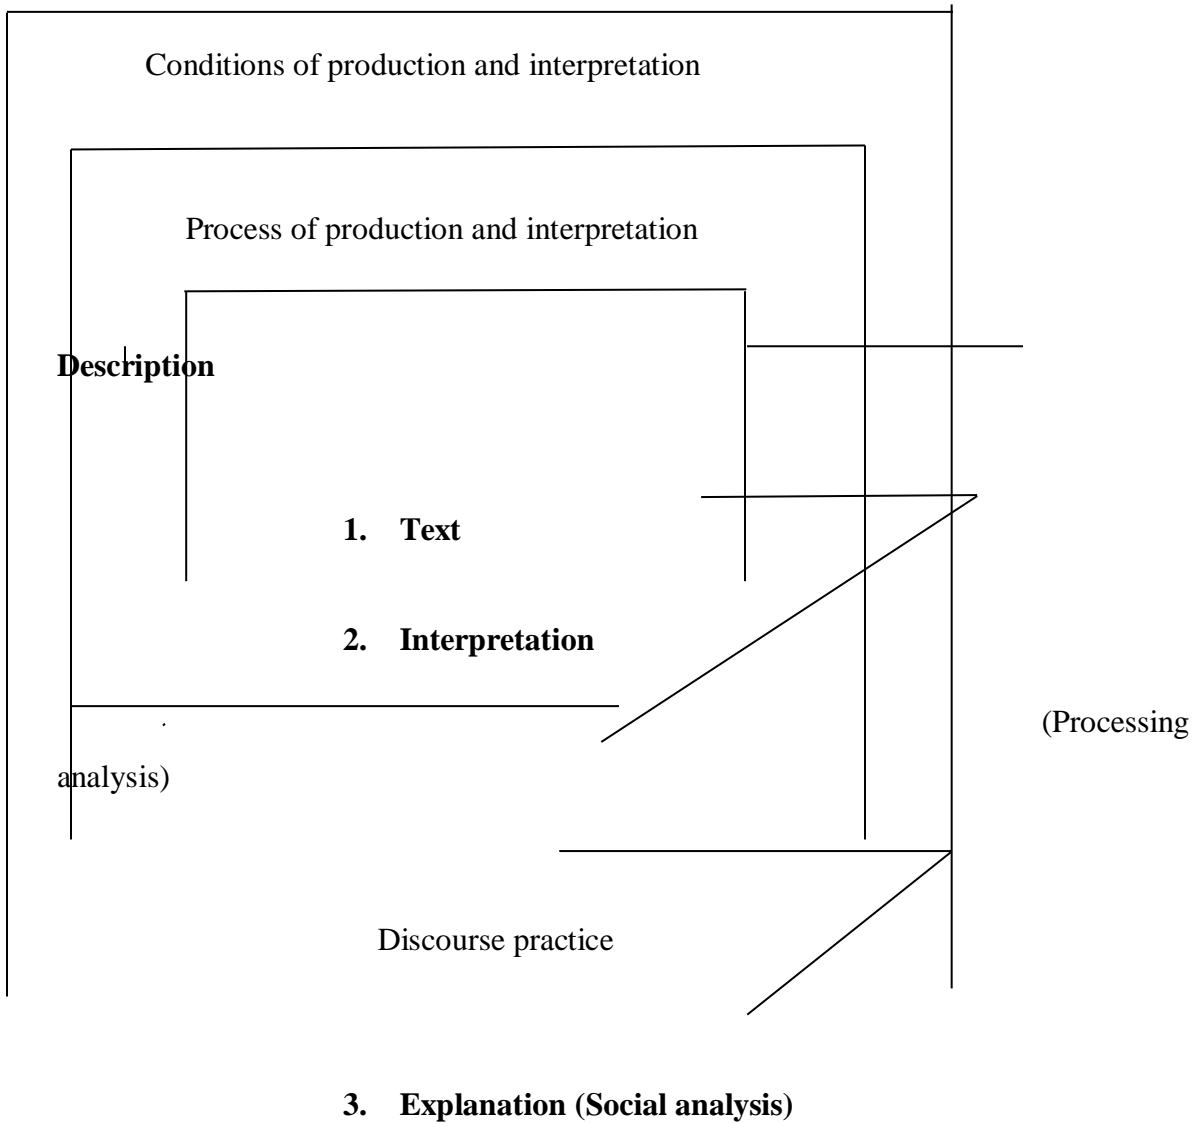 Conditions of production and interpretation
Process of production and interpretation
Description
1. Text
2. Interpretation
(Processing
analysis)
Discourse practice
3. Explanation (Social analysis)